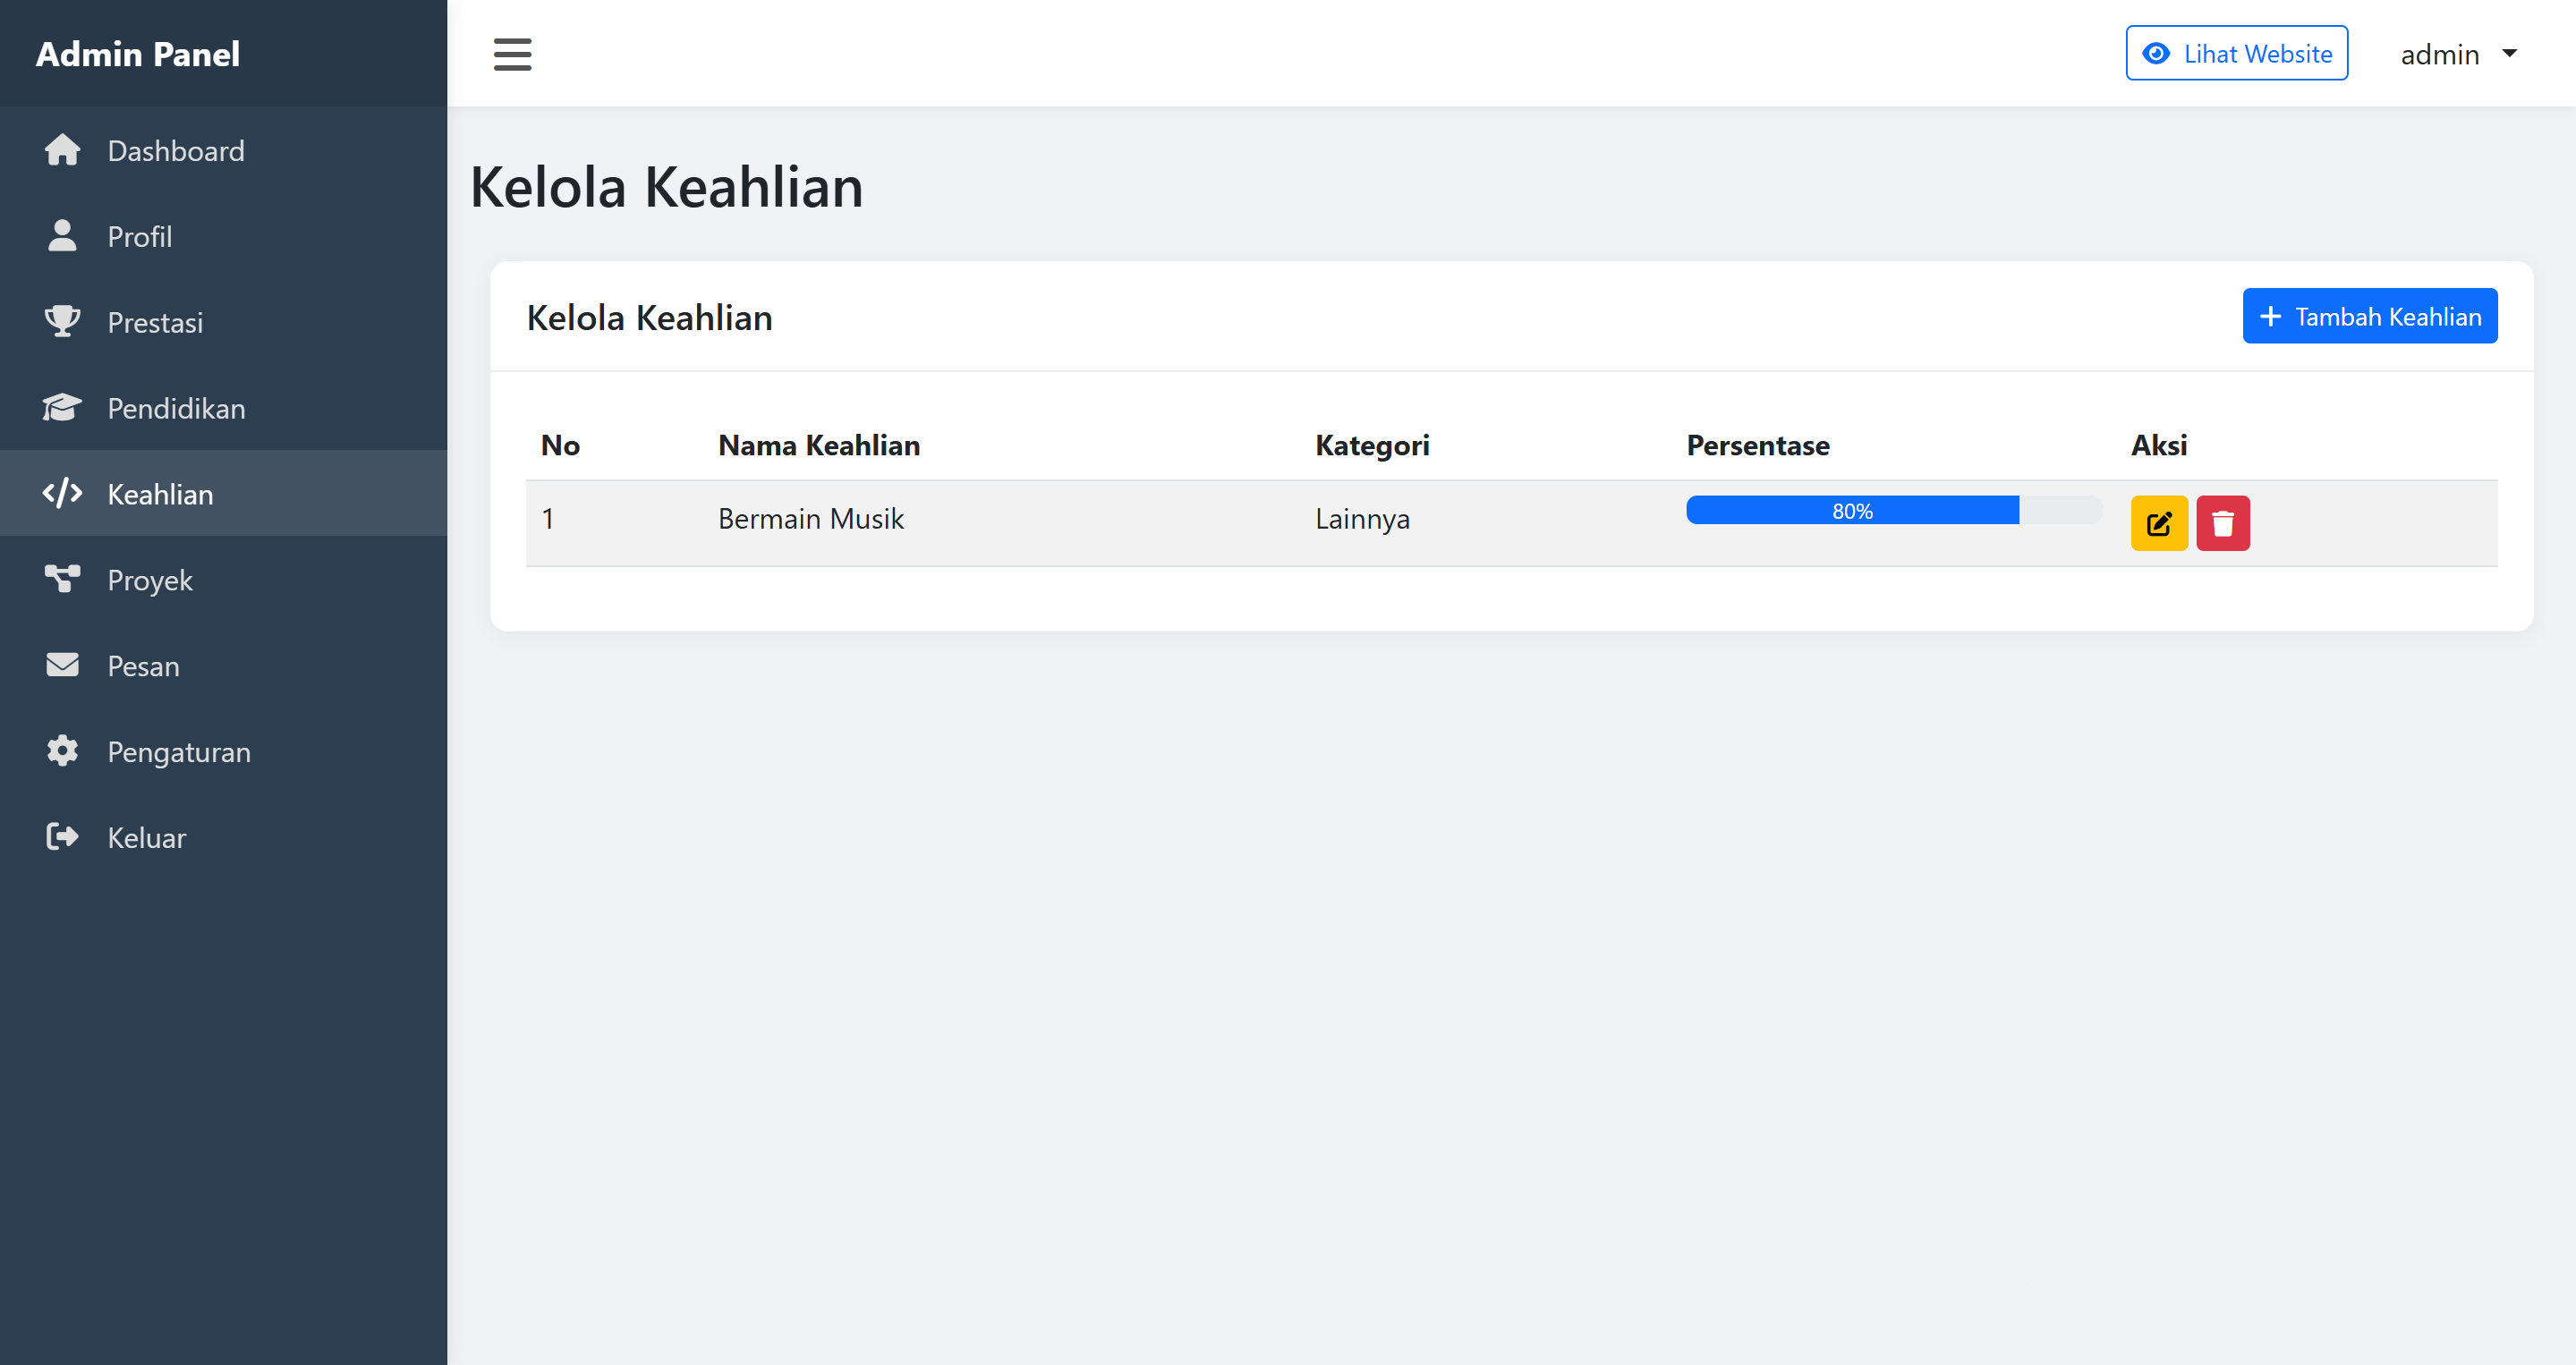 Admin Panel
Lihat Website
admin
Dashboard
Profil
Prestasi
Pendidikan
Keahlian
Proyek
Pesan
Pengaturan
Keluar
Kelola Keahlian
Kelola Keahlian
Tambah Keahlian
No Nama Keahlian Kategori Persentase Aksi
1 Bermain Musik Lainnya 80%